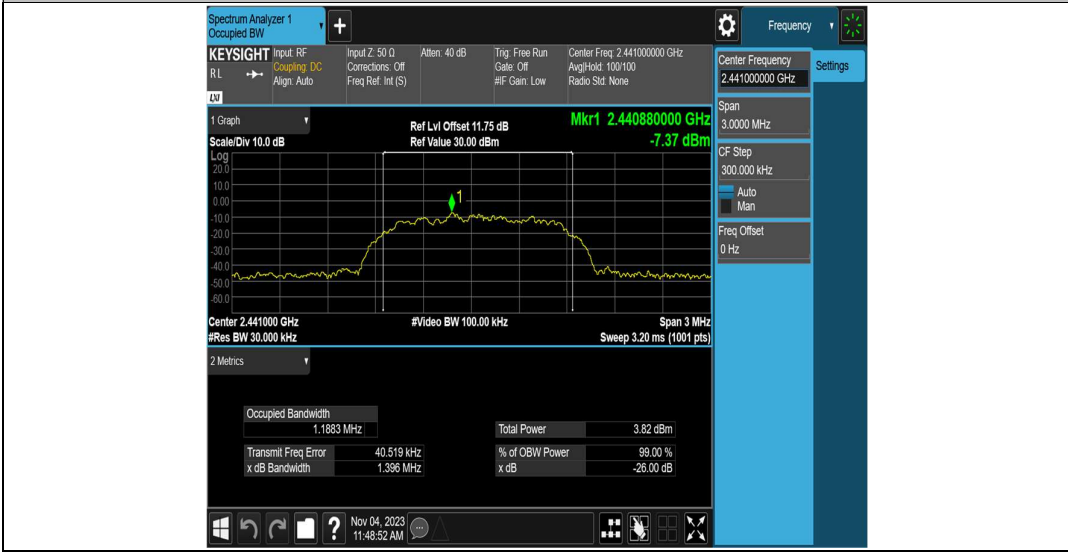 Spectrum Analyzer 1
Occupied BW
Frequency
KEYSIGHT
RL
LXI
Input: RF
Coupling: DC
Align: Auto
Input Z: 50 Ω
Corrections: Off
Freq Ref: Int (S)
Atten: 40 dB
Trig: Free Run
Gate: Off
#IF Gain: Low
Center Freq: 2.441000000 GHz
Avg|Hold: 100/100
Radio Std: None
Center Frequency
2.441000000 GHz
Settings
Span
3.0000 MHz
CF Step
300.000 kHz
Auto
Man
Freq Offset
0 Hz
1 Graph
Scale/Div 10.0 dB
Ref Lvl Offset 11.75 dB
Ref Value 30.00 dBm
Mkr1 2.440880000 GHz
-7.37 dBm
Log
20.0
10.0
0.00
-10.0
-20.0
-30.0
-40.0
-50.0
-60.0
1
Center 2.441000 GHz
#Video BW 100.00 kHz
Span 3 MHz
#Res BW 30.000 kHz
Sweep 3.20 ms (1001 pts)
2 Metrics
Occupied Bandwidth
1.1883 MHz
Total Power 3.82 dBm
Transmit Freq Error 40.519 kHz
% of OBW Power 99.00 %
x dB Bandwidth 1.396 MHz
x dB -26.00 dB
Nov 04, 2023
11:48:52 AM